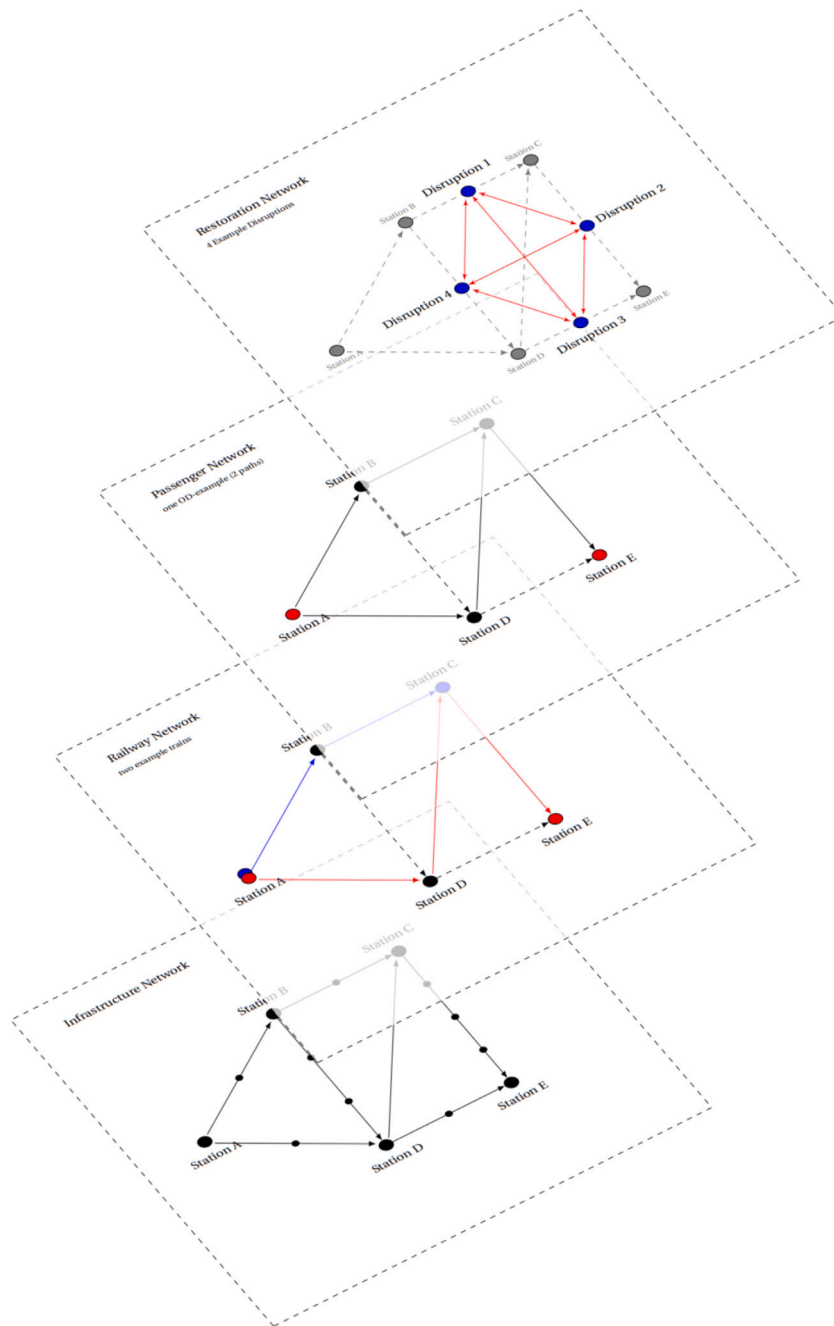 Restoration Network
4 Example Disruptions
Station C
Disruption 1
Station B
Disruption 2
Disruption 4
Station E
Disruption 3
Station A
Station D
Passenger Network
one OD-example (2 paths)
Station C
Station B
Station E
Station A
Station D
Railway Network
two example trains
Station C
Station B
Station E
Station A
Station D
Infrastructure Network
Station C
Station B
Station E
Station A
Station D